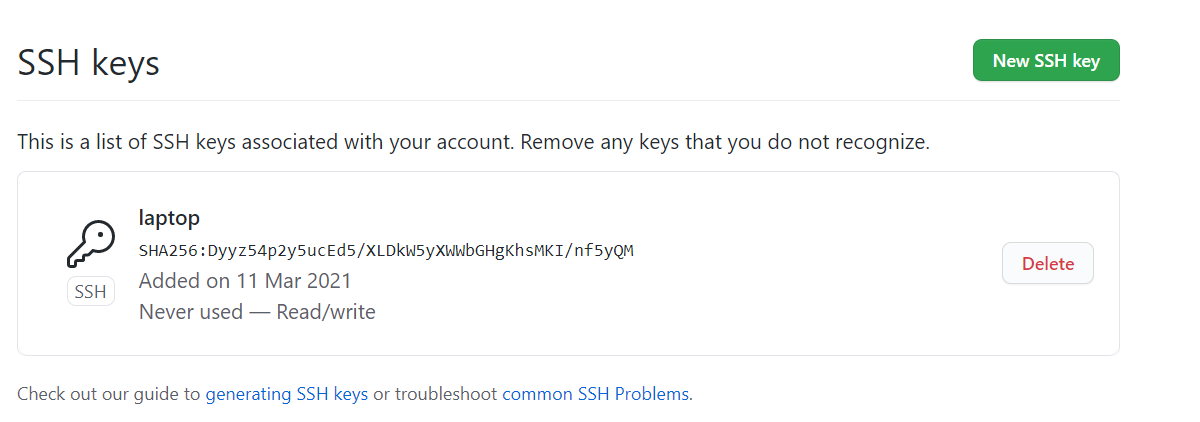 SSH keys
New SSH key
This is a list of SSH keys associated with your account. Remove any keys that you do not recognize.
laptop
SHA256:Dyyz54p2y5ucEd5/XLDkW5yXWWbGHgKhsMKI/nf5yQM
Added on 11 Mar 2021
Never used — Read/write
SSH
Delete
Check out our guide to generating SSH keys or troubleshoot common SSH Problems.